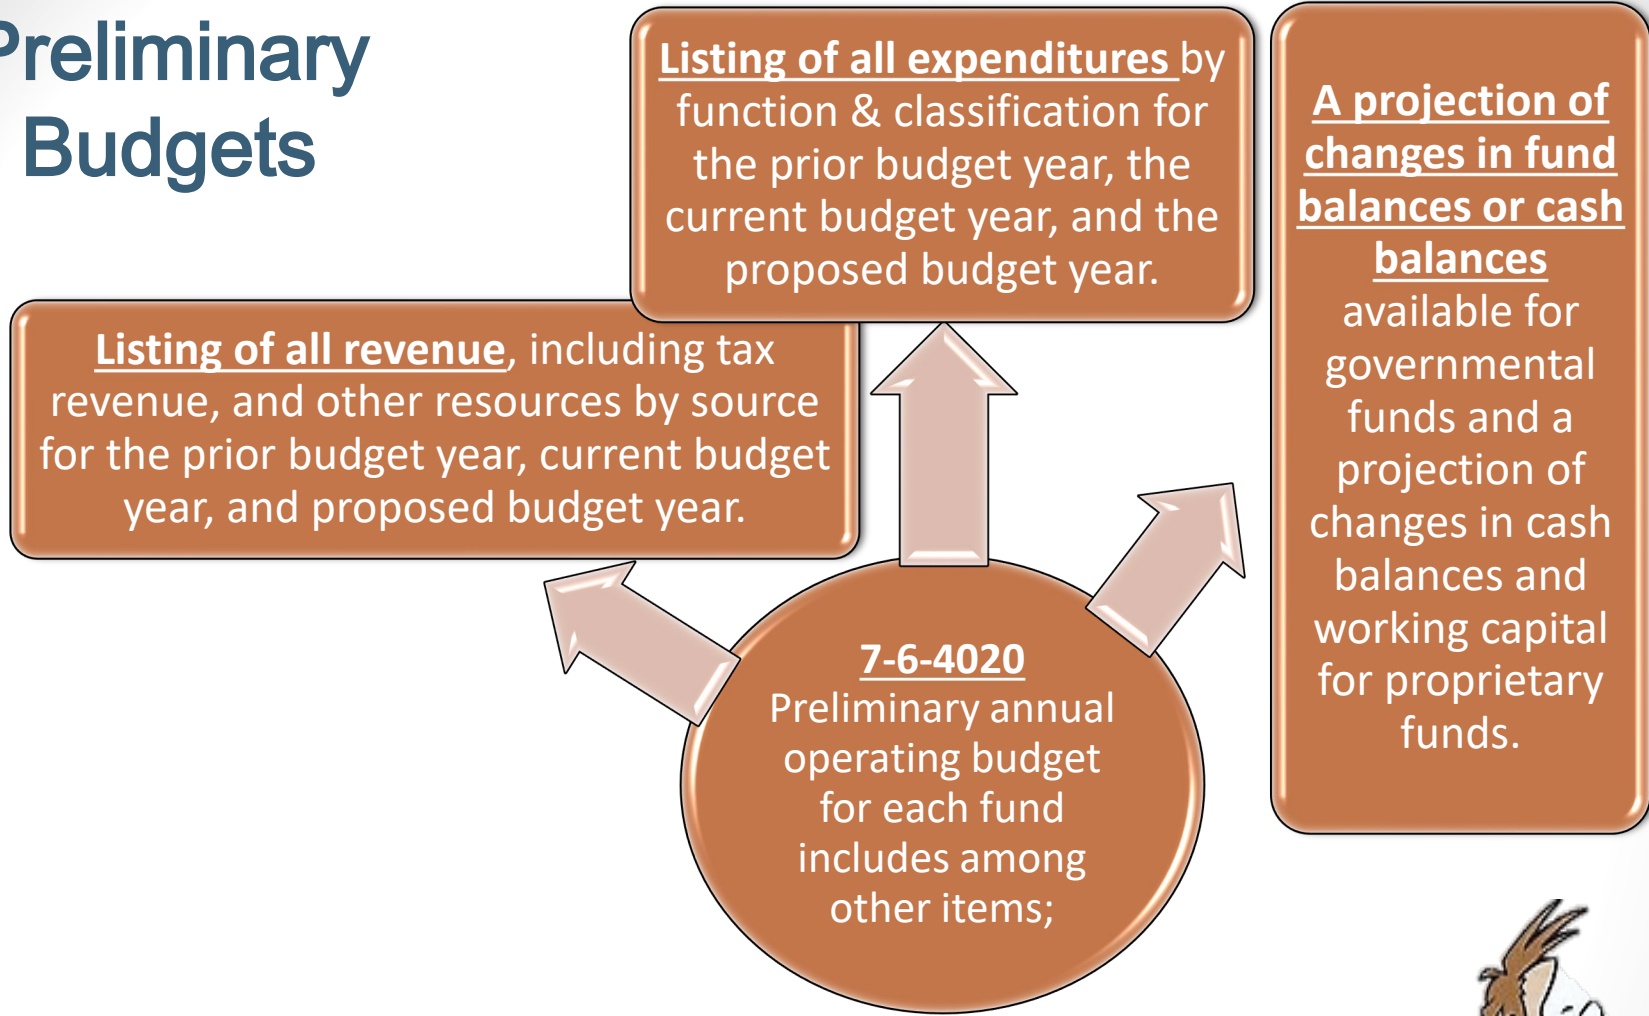 Preliminary
Budgets
Listing of all expenditures by
function & classification for
the prior budget year, the
current budget year, and the
proposed budget year.
A projection of
changes in fund
balances or cash
balances
available for
governmental
funds and a
projection of
changes in cash
balances and
working capital
for proprietary
funds.
Listing of all revenue, including tax
revenue, and other resources by source
for the prior budget year, current budget
year, and proposed budget year.
7-6-4020
Preliminary annual
operating budget
for each fund
includes among
other items;